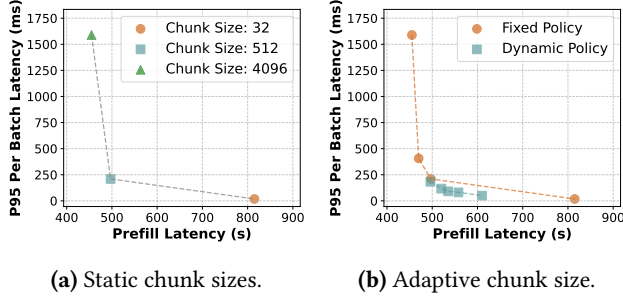 P95 Per Batch Latency (ms)
1750
1500
1250
1000
750
500
250
0
400 500 600 700 800 900
Prefill Latency (s)
Chunk Size: 32
Chunk Size: 512
Chunk Size: 4096
(a) Static chunk sizes.
P95 Per Batch Latency (ms)
1750
1500
1250
1000
750
500
250
0
400 500 600 700 800 900
Prefill Latency (s)
Fixed Policy
Dynamic Policy
(b) Adaptive chunk size.